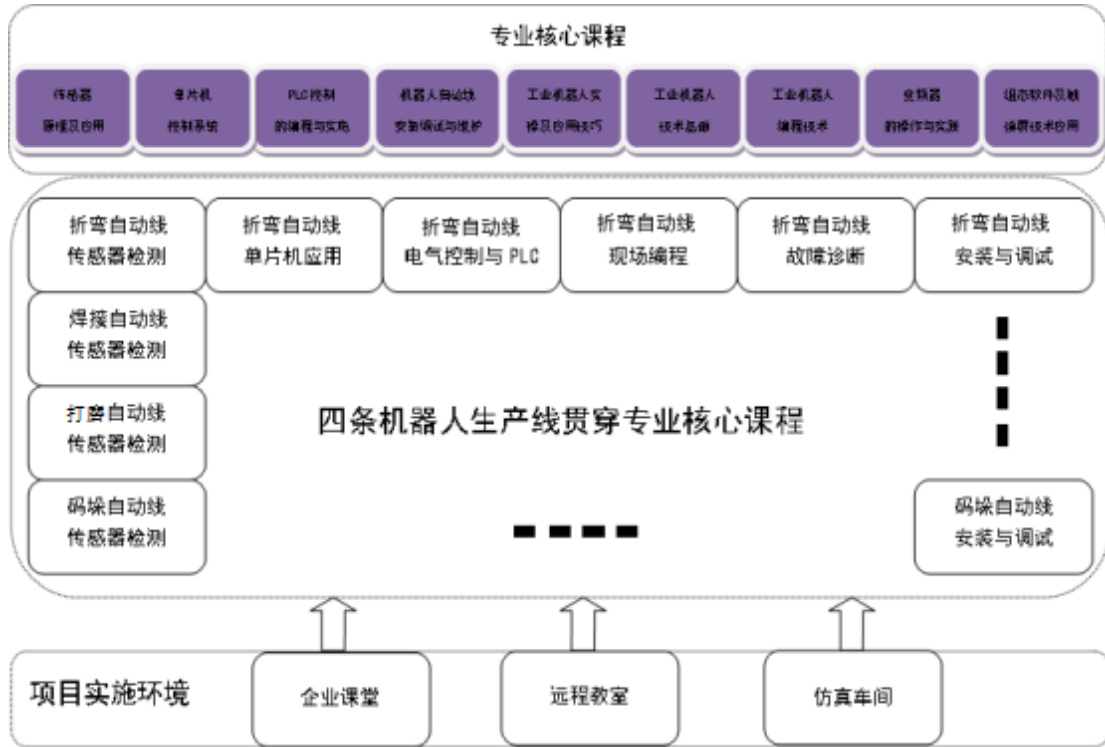 专业核心课程
传感器
原理及应用
单片机
控制系统
PLC控制
的编程与实施
机器人自动线
安装调试与维护
工业机器人实
操及应用技巧
工业机器人
技术基础
工业机器人
编程技术
变频器
的操作与实践
组态软件及触
摸屏技术应用
折弯自动线
传感器检测
折弯自动线
单片机应用
折弯自动线
电气控制与 PLC
折弯自动线
现场编程
折弯自动线
故障诊断
折弯自动线
安装与调试
焊接自动线
传感器检测
打磨自动线
传感器检测
四条机器人生产线贯穿专业核心课程
码垛自动线
传感器检测
码垛自动线
安装与调试
项目实施环境
企业课堂
远程教室
仿真车间